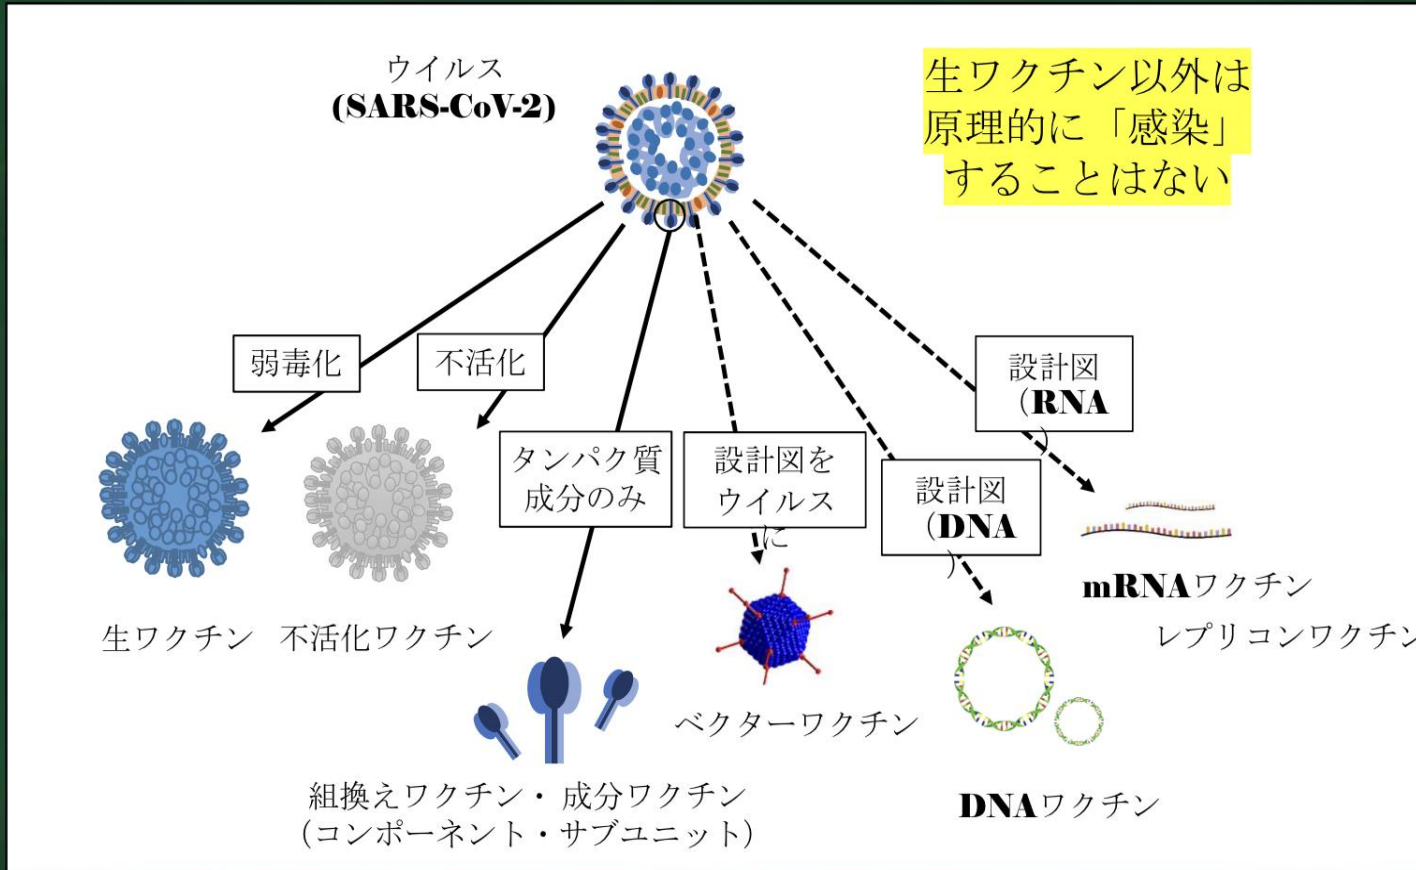 ウイルス
(SARS-CoV-2)
生ワクチン以外は
原理的に「感染」
することはない
弱毒化
不活化
タンパク質
成分のみ
設計図を
ウイルス
に
設計図
（DNA
）
設計図
（RNA
）
生ワクチン
不活化ワクチン
組換えワクチン・ 成分ワクチン
（コンポーネント・サブユニット）
ベクターワクチン
DNAワクチン
mRNAワクチン
レプリコンワクチン